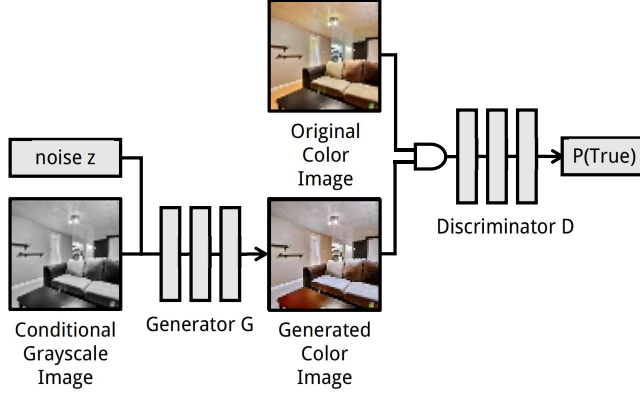 Original
Color
Image
noise z
P(True)
Discriminator D
Conditional
Grayscale
Image
Generator G
Generated
Color
Image